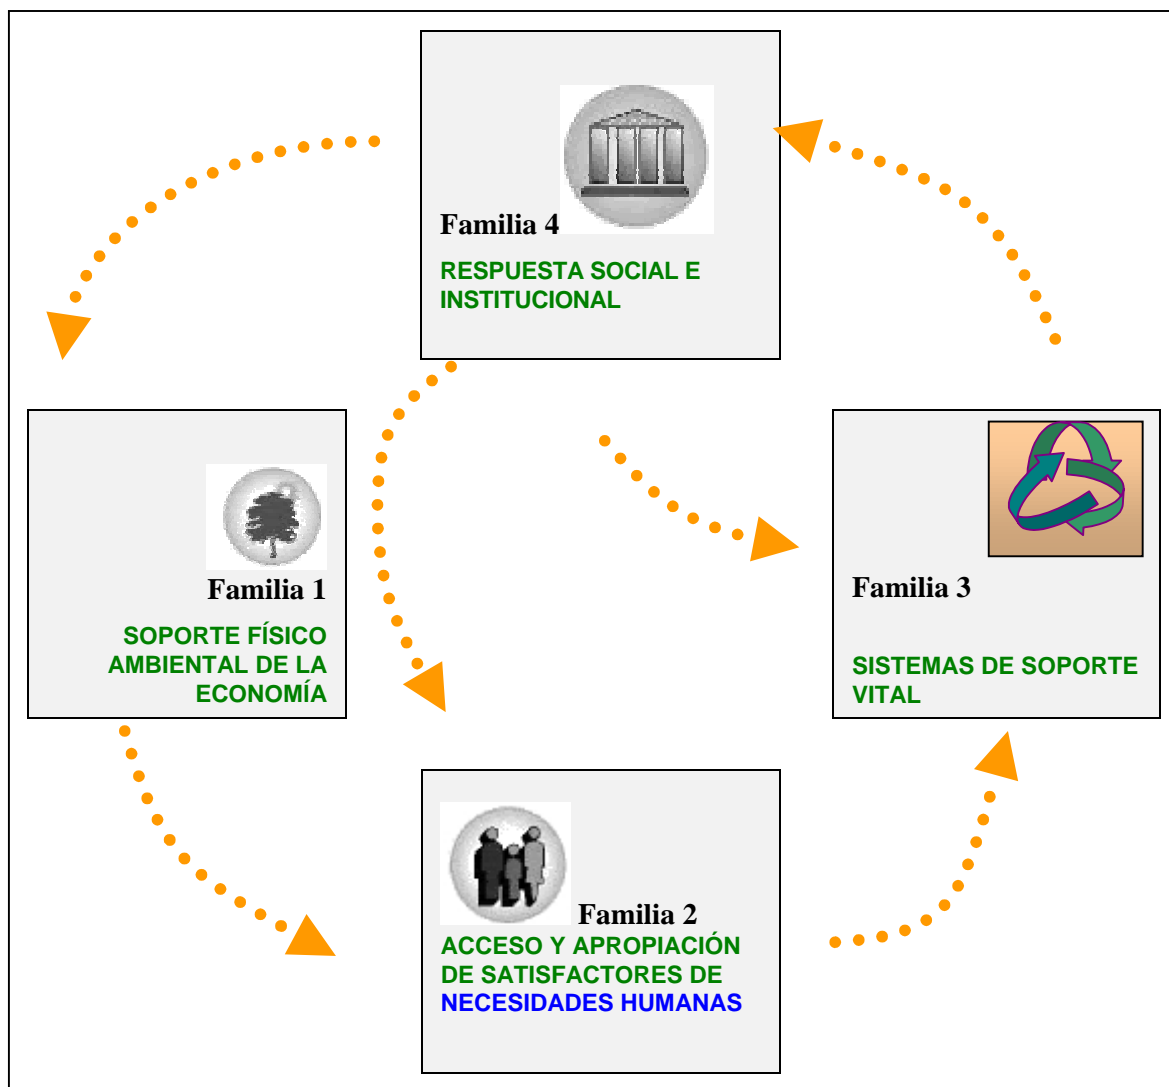 Familia 4
RESPUESTA SOCIAL E
INSTITUCIONAL
Familia 1
SOPORTE FÍSICO
AMBIENTAL DE LA
ECONOMÍA
Familia 3
SISTEMAS DE SOPORTE
VITAL
Familia 2
ACCESO Y APROPIACIÓN
DE SATISFACTORES DE
NECESIDADES HUMANAS